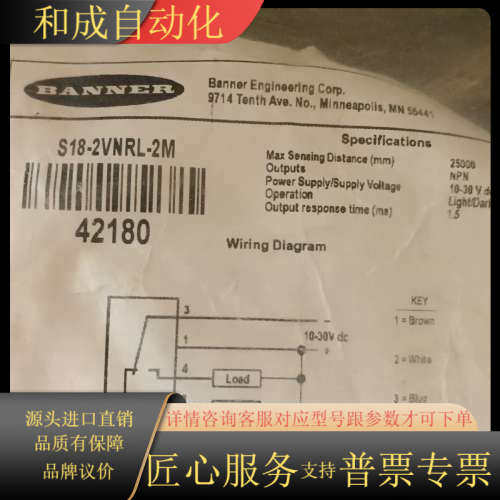 和成自动化
BANNER
Banner Engineering Corp.
9714 Tenth Ave. No., Minneapolis, MN 55441
S18-2VNRL-2M
42180
Specifications
Max Sensing Distance (mm) 25000
Outputs NPN
Power Supply/Supply Voltage 10-30 V dc
Operation Light/Dark
Output response time (ms) 1.5
Wiring Diagram
KEY
3
1 = Brown
10-30V dc
1
+
2 = White
4
Load
3 = Blue
源头进口直销
品质有保障
品牌议价
详情咨询客服对应型号跟参数才可下单
匠心服务 支持 普票专票